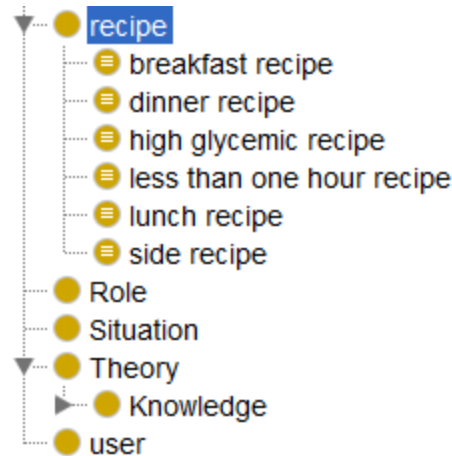 recipe
breakfast recipe
dinner recipe
high glycemic recipe
less than one hour recipe
lunch recipe
side recipe
Role
Situation
Theory
Knowledge
user